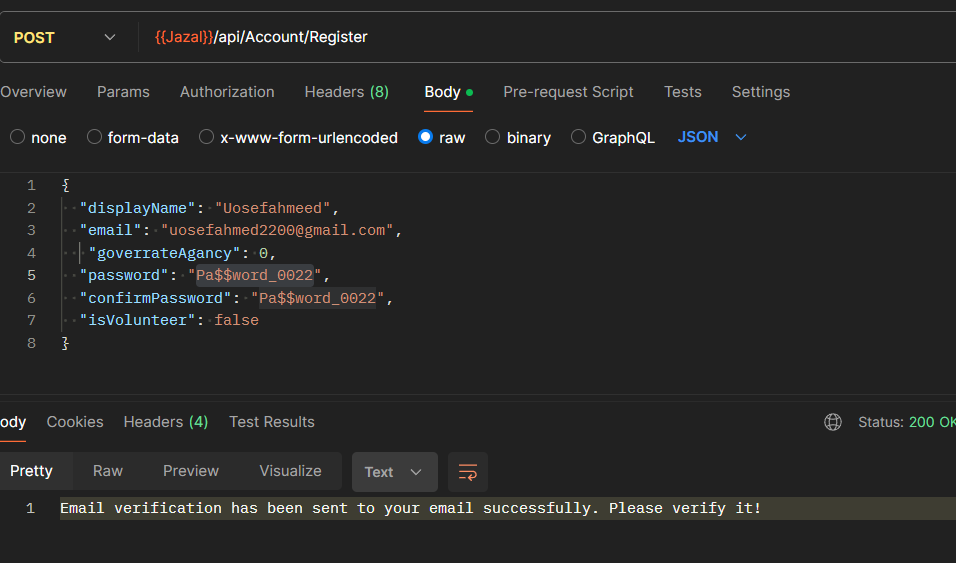 POST {{Jazal}}/api/Account/Register
Overview Params Authorization Headers (8) Body Pre-request Script Tests Settings
none form-data x-www-form-urlencoded raw binary GraphQL JSON
1 {
2 "displayName": "Uosefahmeed",
3 "email": "uosefahmed2200@gmail.com",
4 "goverrateAgancy": 0,
5 "password": "Pa$$word_0022",
6 "confirmPassword": "Pa$$word_0022",
7 "isVolunteer": false
8 }
ody Cookies Headers (4) Test Results Status: 200 OK
Pretty Raw Preview Visualize Text
1 Email verification has been sent to your email successfully. Please verify it!